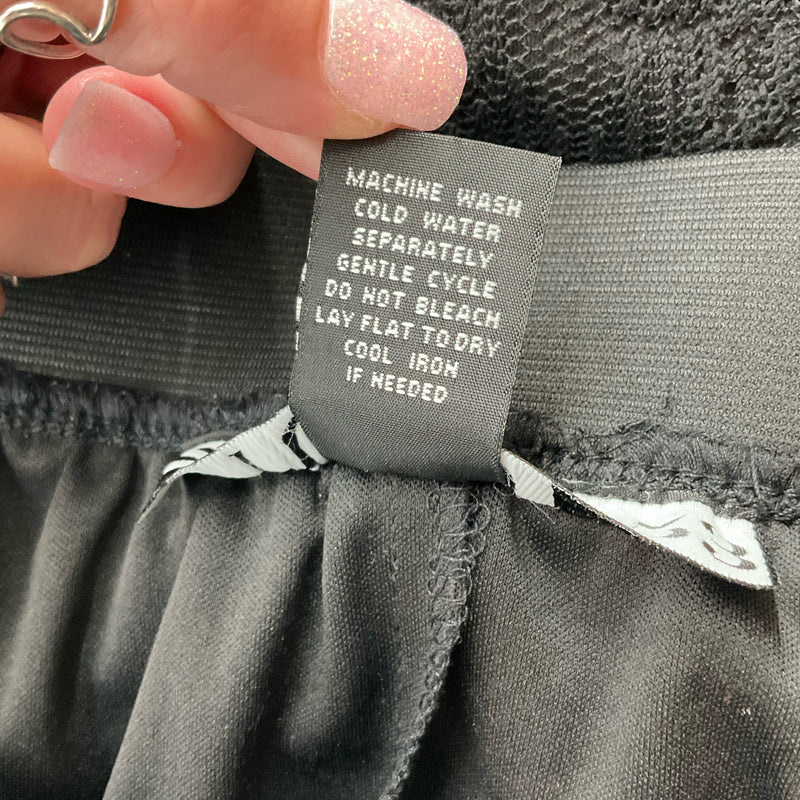 MACHINE WASH
COLD WATER
SEPARATELY
GENTLE CYCLE
DO NOT BLEACH
LAY FLAT TO DRY
COOL IRON
IF NEEDED